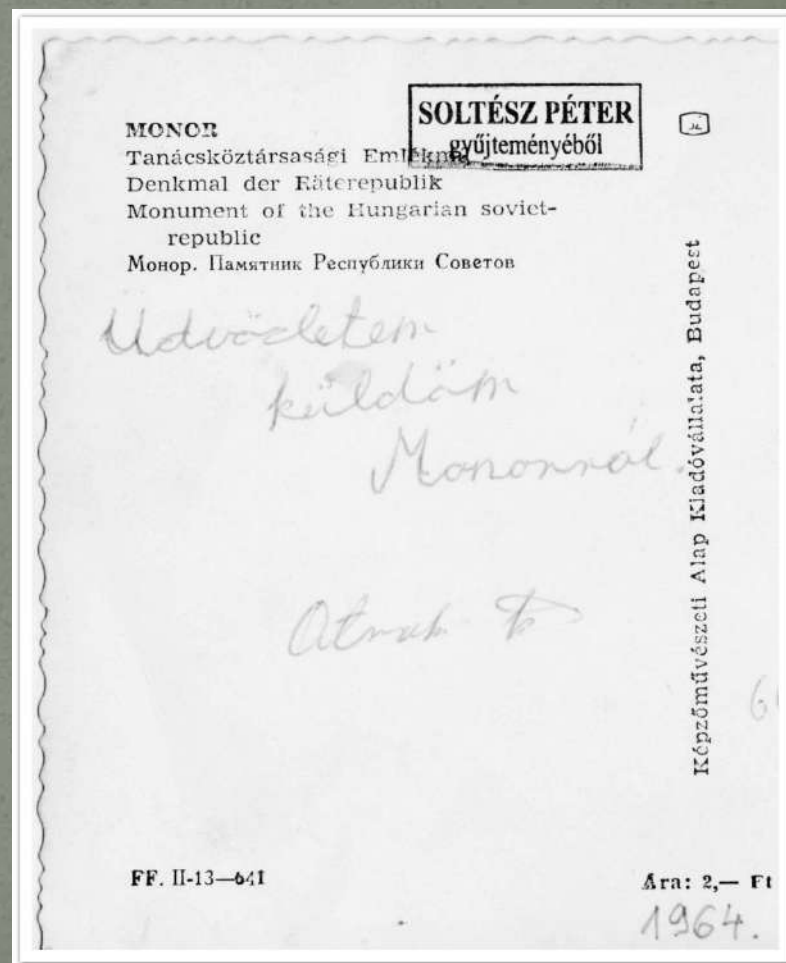 MONOR
Tanácsköztársasági Emlékmű
SOLTÉSZ PÉTER
gyűjteményéből
Denkmal der Räterepublik
Monument of the Hungarian soviet-
republic
Монор. Памятник Республики Советов
Üdvözletem
küldöm
Monorról.
Képzőművészeti Alap Kiadóvállalata, Budapest
FF. II-13—641
Ára: 2,— Ft
1964.